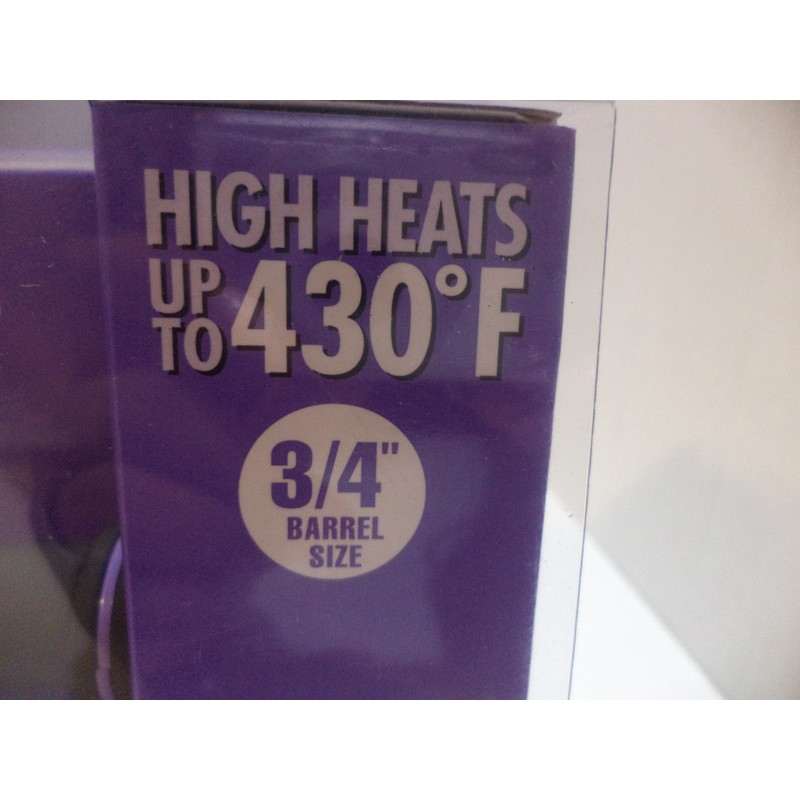 HIGH HEATS
UP TO 430°F
3/4"
BARREL
SIZE